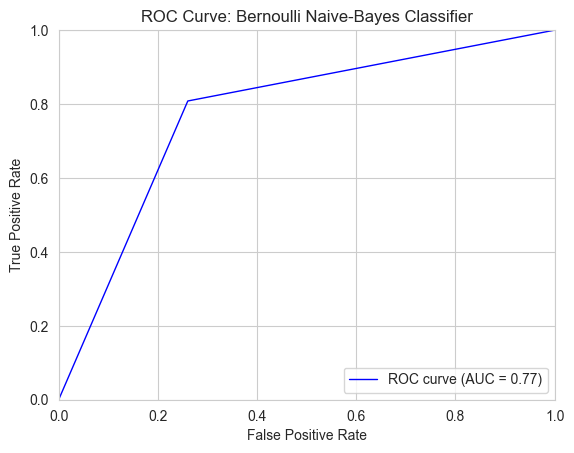 ROC Curve: Bernoulli Naive-Bayes Classifier
1.0
0.8
0.6
0.4
0.2
0.0
True Positive Rate
ROC curve (AUC = 0.77)
0.0 0.2 0.4 0.6 0.8 1.0
False Positive Rate